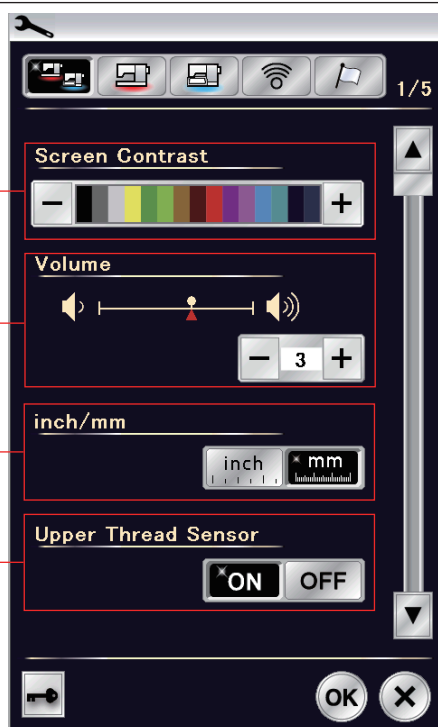 1/5
Screen Contrast
− +
Volume
− 3 +
inch/mm
inch mm
Upper Thread Sensor
ON OFF
OK